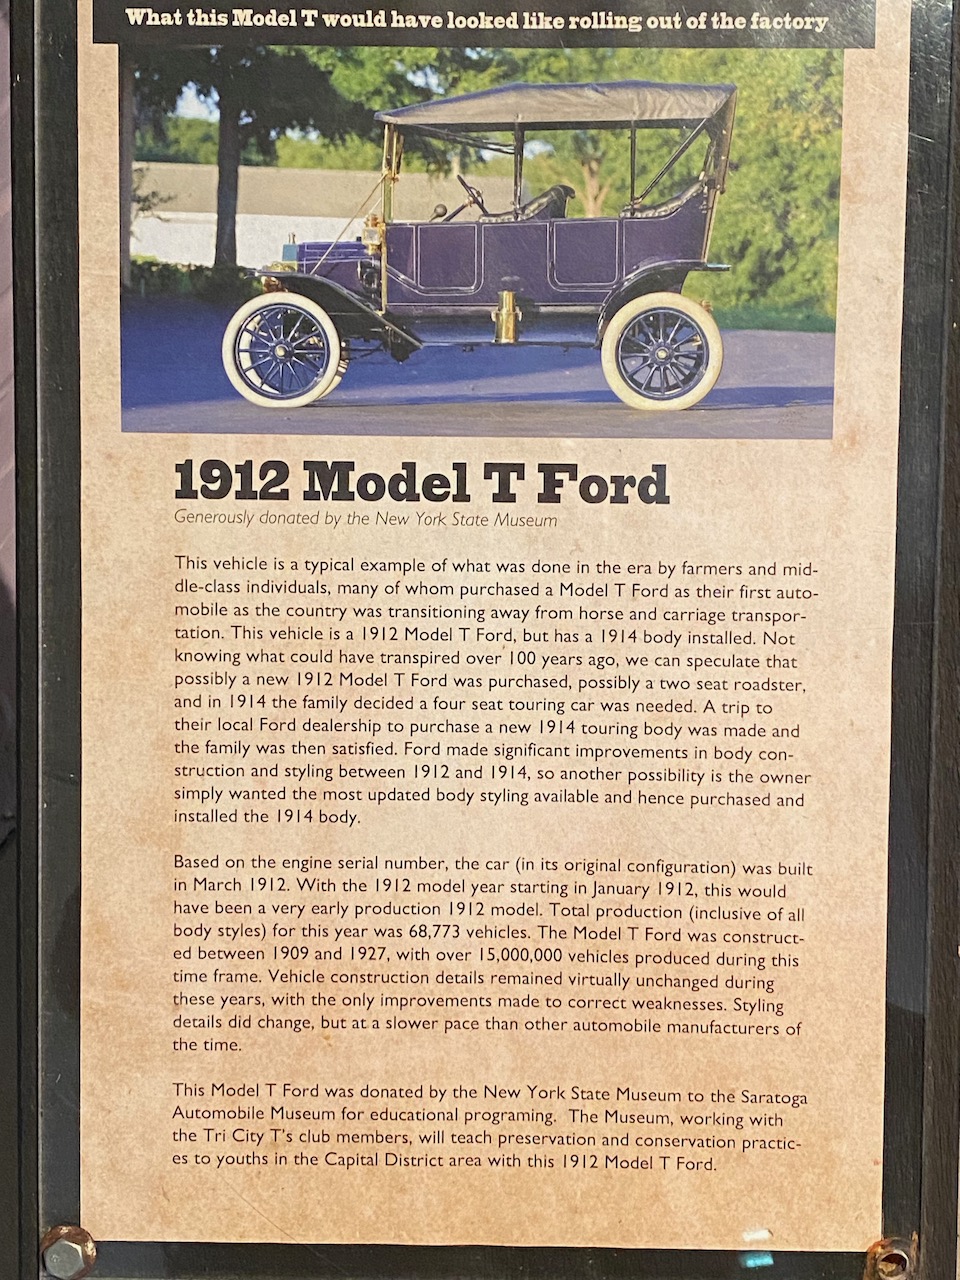 What this Model T would have looked like rolling out of the factory
1912 Model T Ford
Generously donated by the New York State Museum
This vehicle is a typical example of what was done in the era by farmers and mid-
dle-class individuals, many of whom purchased a Model T Ford as their first auto-
mobile as the country was transitioning away from horse and carriage transpor-
tation. This vehicle is a 1912 Model T Ford, but has a 1914 body installed. Not
knowing what could have transpired over 100 years ago, we can speculate that
possibly a new 1912 Model T Ford was purchased, possibly a two seat roadster,
and in 1914 the family decided a four seat touring car was needed. A trip to
their local Ford dealership to purchase a new 1914 touring body was made and
the family was then satisfied. Ford made significant improvements in body con-
struction and styling between 1912 and 1914, so another possibility is the owner
simply wanted the most updated body styling available and hence purchased and
installed the 1914 body.
Based on the engine serial number, the car (in its original configuration) was built
in March 1912. With the 1912 model year starting in January 1912, this would
have been a very early production 1912 model. Total production (inclusive of all
body styles) for this year was 68,773 vehicles. The Model T Ford was construct-
ed between 1909 and 1927, with over 15,000,000 vehicles produced during this
time frame. Vehicle construction details remained virtually unchanged during
these years, with the only improvements made to correct weaknesses. Styling
details did change, but at a slower pace than other automobile manufacturers of
the time.
This Model T Ford was donated by the New York State Museum to the Saratoga
Automobile Museum for educational programing.  The Museum, working with
the Tri City T's club members, will teach preservation and conservation practic-
es to youths in the Capital District area with this 1912 Model T Ford.